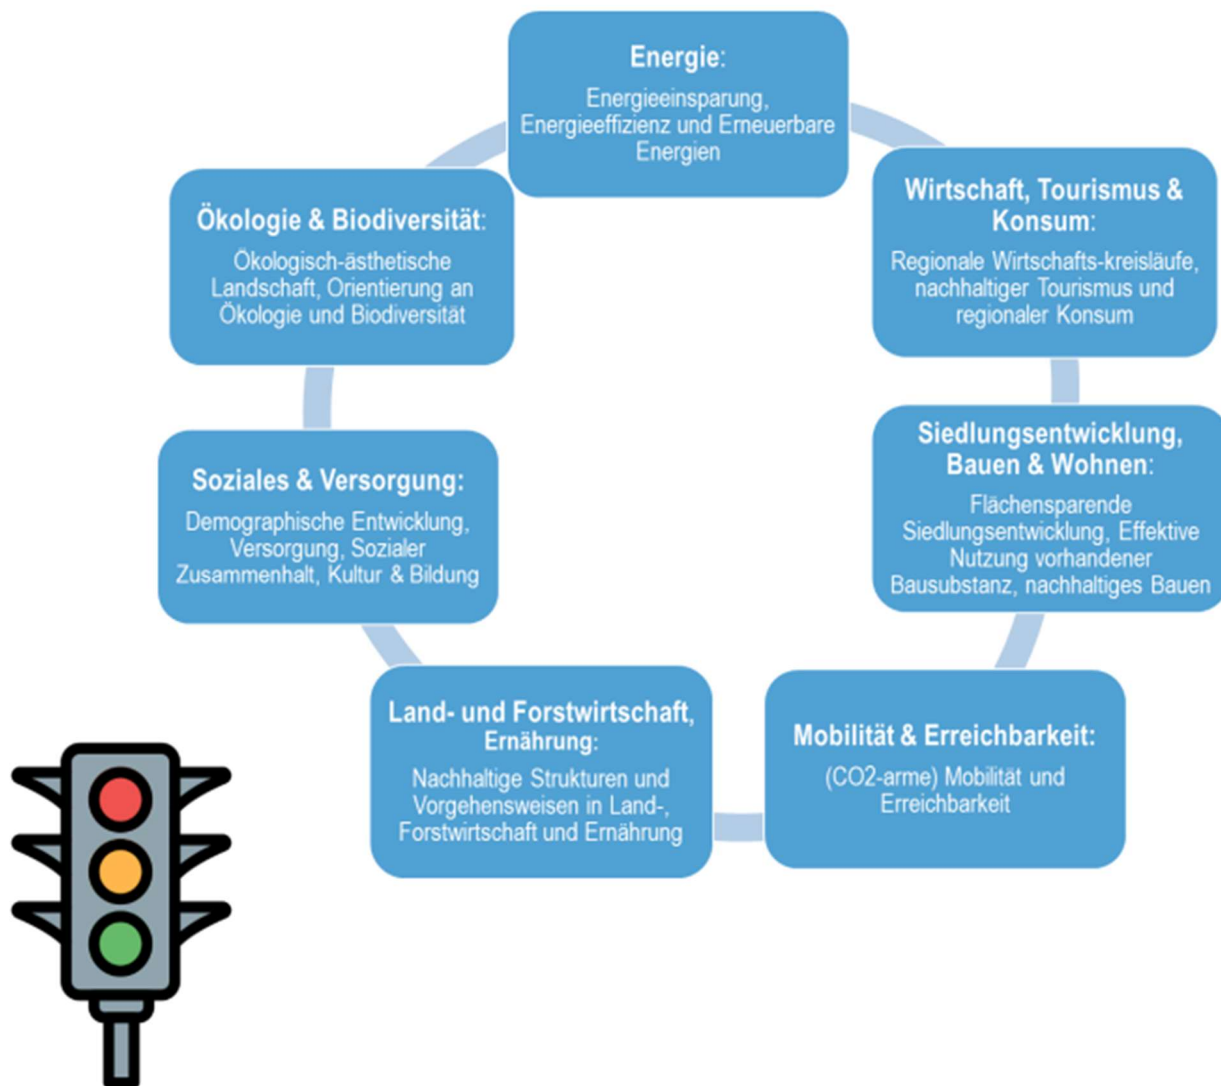 Energie:
Energieeinsparung,
Energieeffizienz und Erneuerbare
Energien
Wirtschaft, Tourismus &
Konsum:
Regionale Wirtschafts-kreisläufe,
nachhaltiger Tourismus und
regionaler Konsum
Siedlungsentwicklung,
Bauen & Wohnen:
Flächensparende
Siedlungsentwicklung, Effektive
Nutzung vorhandener
Bausubstanz, nachhaltiges Bauen
Mobilität & Erreichbarkeit:
(CO2-arme) Mobilität und
Erreichbarkeit
Land- und Forstwirtschaft,
Ernährung:
Nachhaltige Strukturen und
Vorgehensweisen in Land-,
Forstwirtschaft und Ernährung
Soziales & Versorgung:
Demographische Entwicklung,
Versorgung, Sozialer
Zusammenhalt, Kultur & Bildung
Ökologie & Biodiversität:
Ökologisch-ästhetische
Landschaft, Orientierung an
Ökologie und Biodiversität